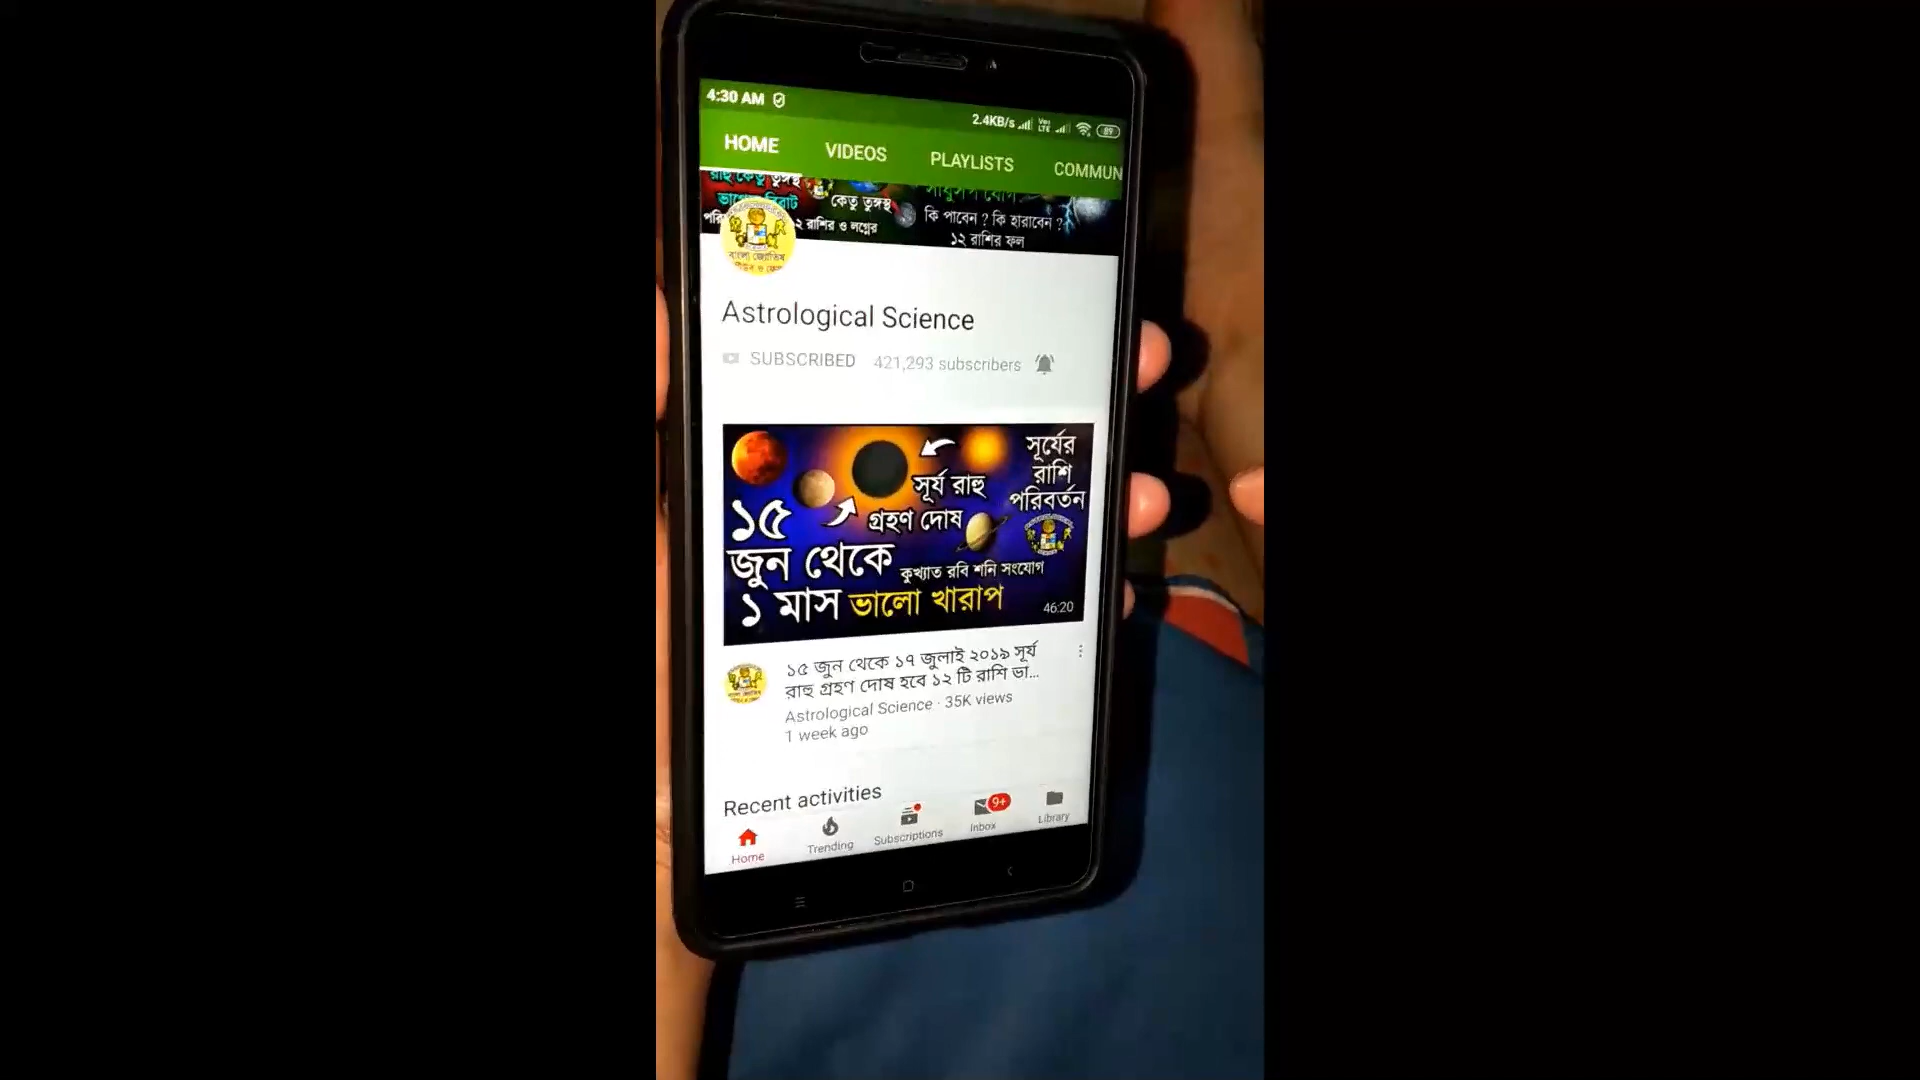 4:30 AM
2.4KB/s
89
HOME VIDEOS PLAYLISTS COMMUN
রাহু কেতু তুঙ্গস্থ
কেতু তুঙ্গস্থ
২ রাশির ও লগ্নের
কি পাবেন ? কি হারাবেন ?
১২ রাশির ফল
বাংলা জ্যোতিষ
Astrological Science
SUBSCRIBED 421,293 subscribers
সূর্যের
রাশি
পরিবর্তন
সূর্য রাহু
গ্রহণ দোষ
১৫
জুন থেকে
কুখ্যাত রবি শনি সংযোগ
১ মাস ভালো খারাপ
46:20
১৫ জুন থেকে ১৭ জুলাই ২০১৯ সূর্য
রাহু গ্রহণ দোষ হবে ১২ টি রাশি ভা...
Astrological Science · 35K views
1 week ago
Recent activities
9+
Home Trending Subscriptions Inbox Library